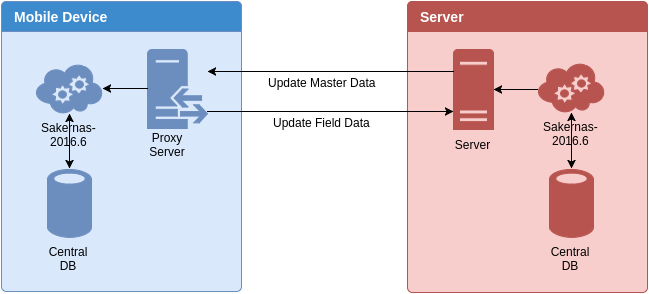 Mobile Device
Server
Update Master Data
Sakernas-
2016.6
Proxy
Server
Update Field Data
Server
Sakernas-
2016.6
Central
DB
Central
DB